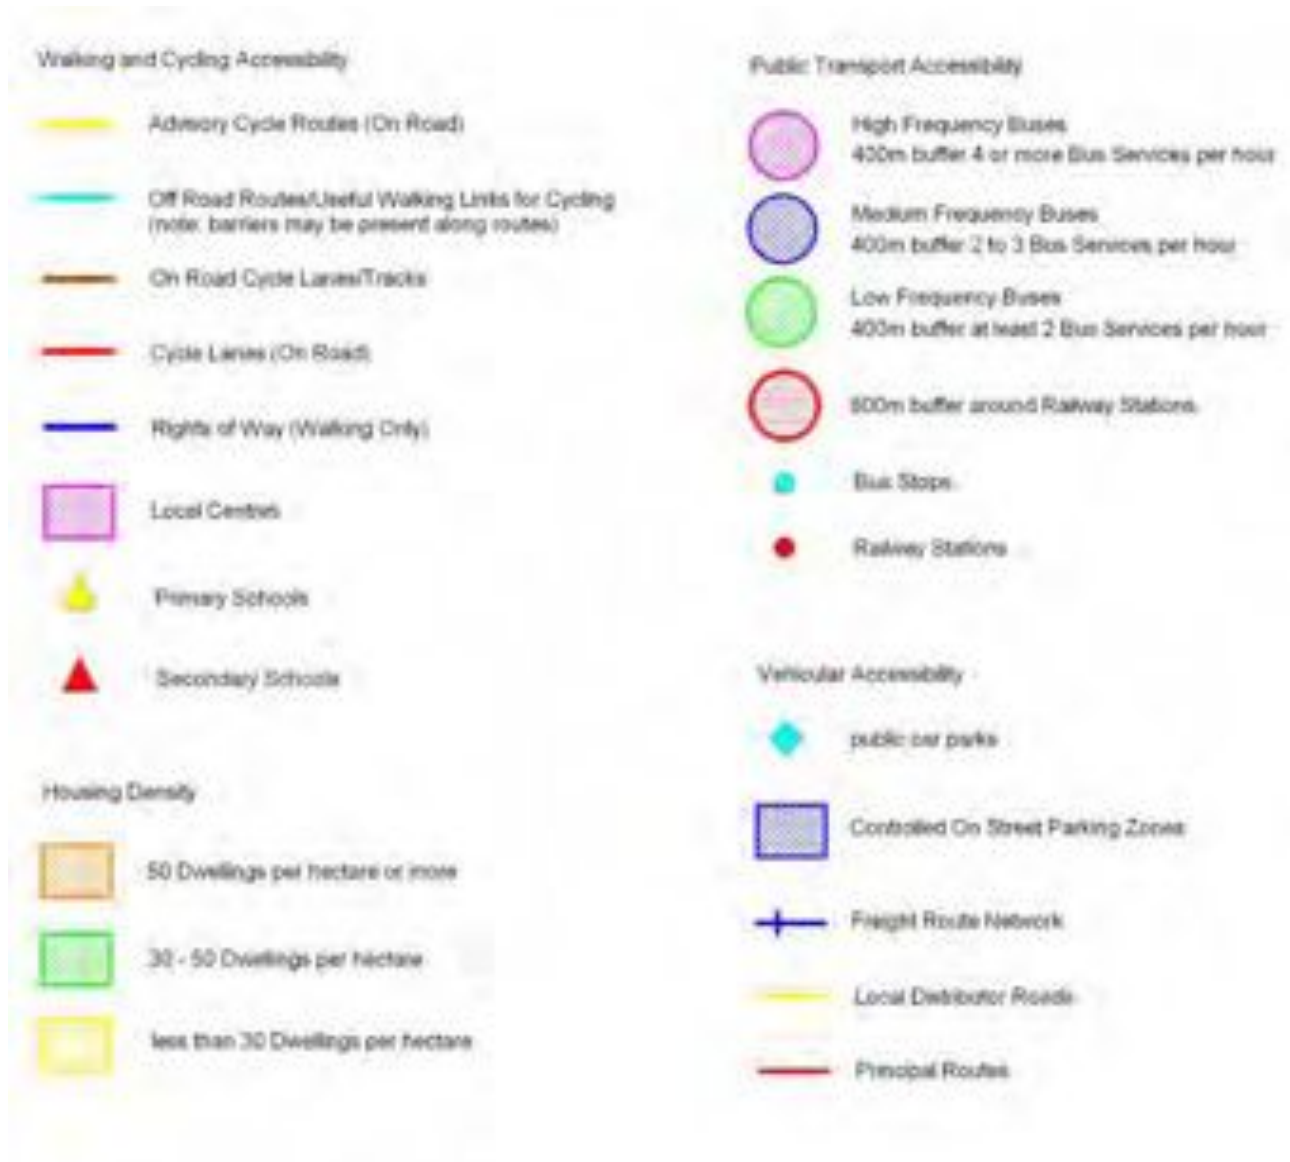 Walking and Cycling Accessibility
Advisory Cycle Routes (On Road)
Off Road Routes/Useful Walking Links for Cycling
(note: barriers may be present along routes)
On Road Cycle Lanes/Tracks
Cycle Lanes (On Road)
Rights of Way (Walking Only)
Local Centres
Primary Schools
Secondary Schools
Housing Density
50 Dwellings per hectare or more
30 - 50 Dwellings per hectare
less than 30 Dwellings per hectare
Public Transport Accessibility
High Frequency Buses
400m buffer 4 or more Bus Services per hour
Medium Frequency Buses
400m buffer 2 to 3 Bus Services per hour
Low Frequency Buses
400m buffer at least 2 Bus Services per hour
buffer around Railway Stations
Bus Stops
Railway Stations
Vehicular Accessibility
public car parks
Controlled On Street Parking Zones
Freight Route Network
Local Distributor Roads
Principal Routes